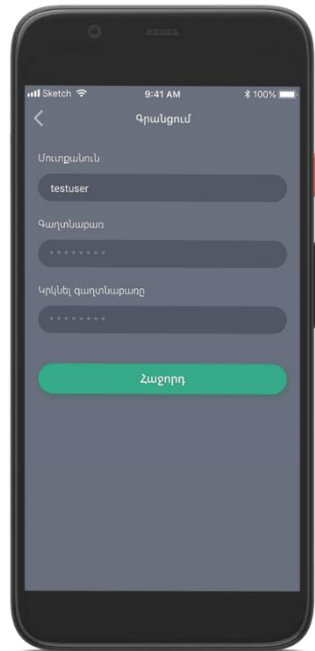 Sketch 9:41 AM 100%
Գրանցում
Մուտքանուն
testuser
Գաղտնաբառ
Կրկնել գաղտնաբառը
Հաջորդ